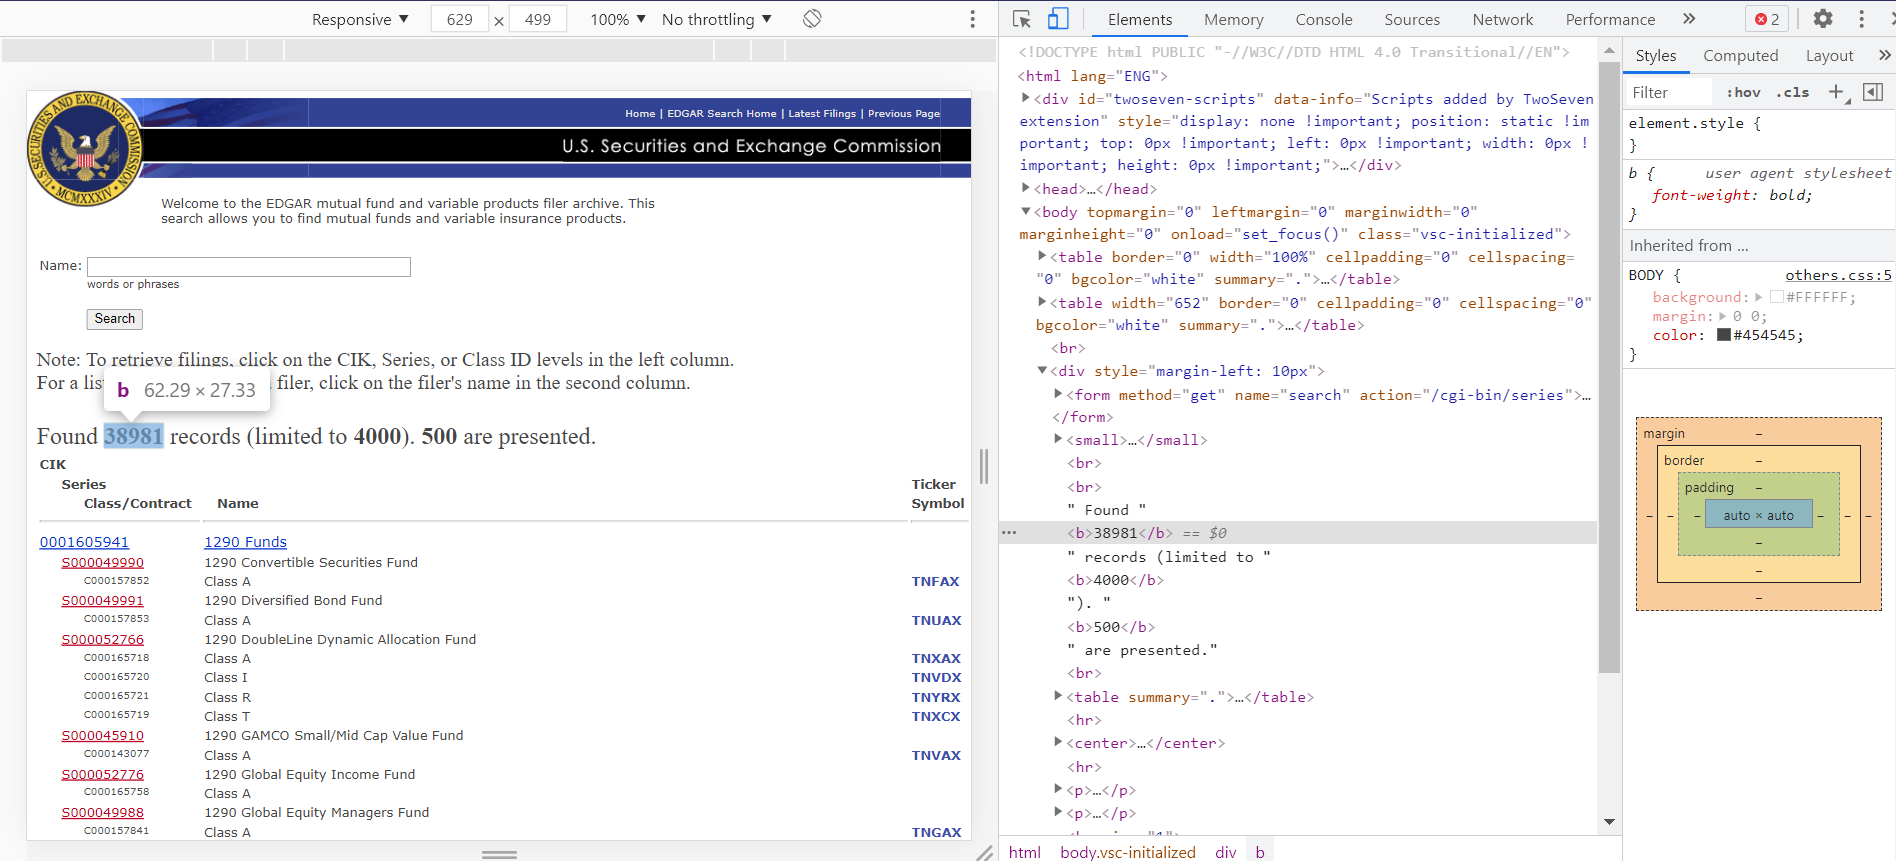 Responsive ▼ 629 × 499 100% ▼ No throttling ▼
Elements Memory Console Sources Network Performance » 2
U.S. SECURITIES AND EXCHANGE COMMISSION
MCMXXXIV
Home | EDGAR Search Home | Latest Filings | Previous Page
U.S. Securities and Exchange Commission
Welcome to the EDGAR mutual fund and variable products filer archive. This
search allows you to find mutual funds and variable insurance products.
Name:
words or phrases
Search
Note: To retrieve filings, click on the CIK, Series, or Class ID levels in the left column.
For a lis filer, click on the filer's name in the second column.
b 62.29 × 27.33
Found 38981 records (limited to 4000). 500 are presented.
CIK
Series Ticker
Class/Contract Name Symbol
0001605941 1290 Funds
S000049990 1290 Convertible Securities Fund
C000157852 Class A TNFAX
S000049991 1290 Diversified Bond Fund
C000157853 Class A TNUAX
S000052766 1290 DoubleLine Dynamic Allocation Fund
C000165718 Class A TNXAX
C000165720 Class I TNVDX
C000165721 Class R TNYRX
C000165719 Class T TNXCX
S000045910 1290 GAMCO Small/Mid Cap Value Fund
C000143077 Class A TNVAX
S000052776 1290 Global Equity Income Fund
C000165758 Class A
S000049988 1290 Global Equity Managers Fund
C000157841 Class A TNGAX
<!DOCTYPE html PUBLIC "-//W3C//DTD HTML 4.0 Transitional//EN">
<html lang="ENG">
▶<div id="twoseven-scripts" data-info="Scripts added by TwoSeven
extension" style="display: none !important; position: static !im
portant; top: 0px !important; left: 0px !important; width: 0px !
important; height: 0px !important;">…</div>
▶<head>…</head>
▼<body topmargin="0" leftmargin="0" marginwidth="0"
marginheight="0" onload="set_focus()" class="vsc-initialized">
▶<table border="0" width="100%" cellpadding="0" cellspacing=
"0" bgcolor="white" summary=".">…</table>
▶<table width="652" border="0" cellpadding="0" cellspacing="0"
bgcolor="white" summary=".">…</table>
<br>
▼<div style="margin-left: 10px">
▶<form method="get" name="search" action="/cgi-bin/series">…
</form>
▶<small>…</small>
<br>
<br>
" Found "
… <b>38981</b> == $0
" records (limited to "
<b>4000</b>
"). "
<b>500</b>
" are presented."
<br>
▶<table summary=".">…</table>
<hr>
▶<center>…</center>
<hr>
▶<p>…</p>
▶<p>…</p>
html body.vsc-initialized div b
Styles Computed Layout »
Filter :hov .cls +
element.style {
}
b { user agent stylesheet
font-weight: bold;
}
Inherited from …
BODY { others.css:5
background:▶ #FFFFFF;
margin:▶ 0 0;
color: #454545;
}
margin –
border –
padding –
– – – auto × auto – – –
–
–
–